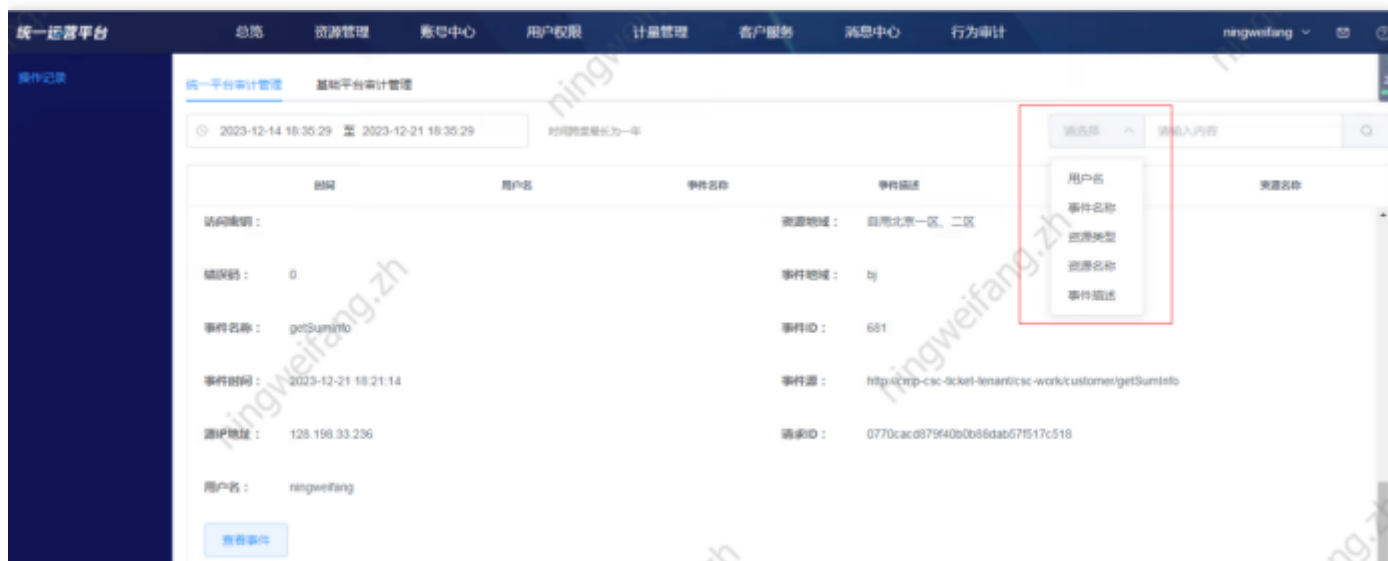 统一运营平台 总览 资源管理 账号中心 用户权限 计量管理 客户服务 消息中心 行为审计 ningweifang
操作记录
统一平台审计管理 基础平台审计管理
2023-12-14 18:35:29 至 2023-12-21 18:35:29 时间跨度最长为一年 请选择 请输入内容
时间 用户名 事件名称 事件描述 资源名称
用户名
事件名称
资源类型
资源名称
事件描述
访问密钥： 资源地域： 自用北京一区、二区
错误码： 0 事件地域： bj
事件名称： getSumInfo 事件ID： 681
事件时间： 2023-12-21 18:21:14 事件源： http://cmp-csc-ticket-tenant/csc-work/customer/getSumInfo
源IP地址： 128.198.33.236 请求ID： 0770cacd879f40b0b88dab57f517c518
用户名： ningweifang
查看事件
ningweifang.zh